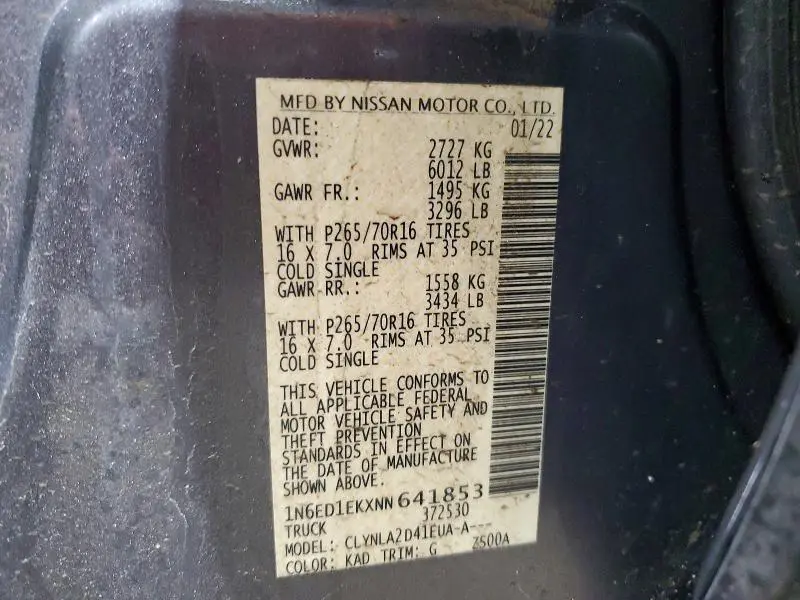 MFD BY NISSAN MOTOR CO., LTD.
DATE: 01/22
GVWR: 2727 KG
6012 LB
GAWR FR.: 1495 KG
3296 LB
WITH P265/70R16 TIRES
16 X 7.0 RIMS AT 35 PSI
COLD SINGLE
GAWR RR.: 1558 KG
3434 LB
WITH P265/70R16 TIRES
16 X 7.0 RIMS AT 35 PSI
COLD SINGLE
THIS VEHICLE CONFORMS TO
ALL APPLICABLE FEDERAL
MOTOR VEHICLE SAFETY AND
THEFT PREVENTION
STANDARDS IN EFFECT ON
THE DATE OF MANUFACTURE
SHOWN ABOVE.
1N6ED1EKXNN641853
TRUCK 372530
MODEL: CLYNLA2D41EUA-A---
COLOR: KAD TRIM: G 2500A